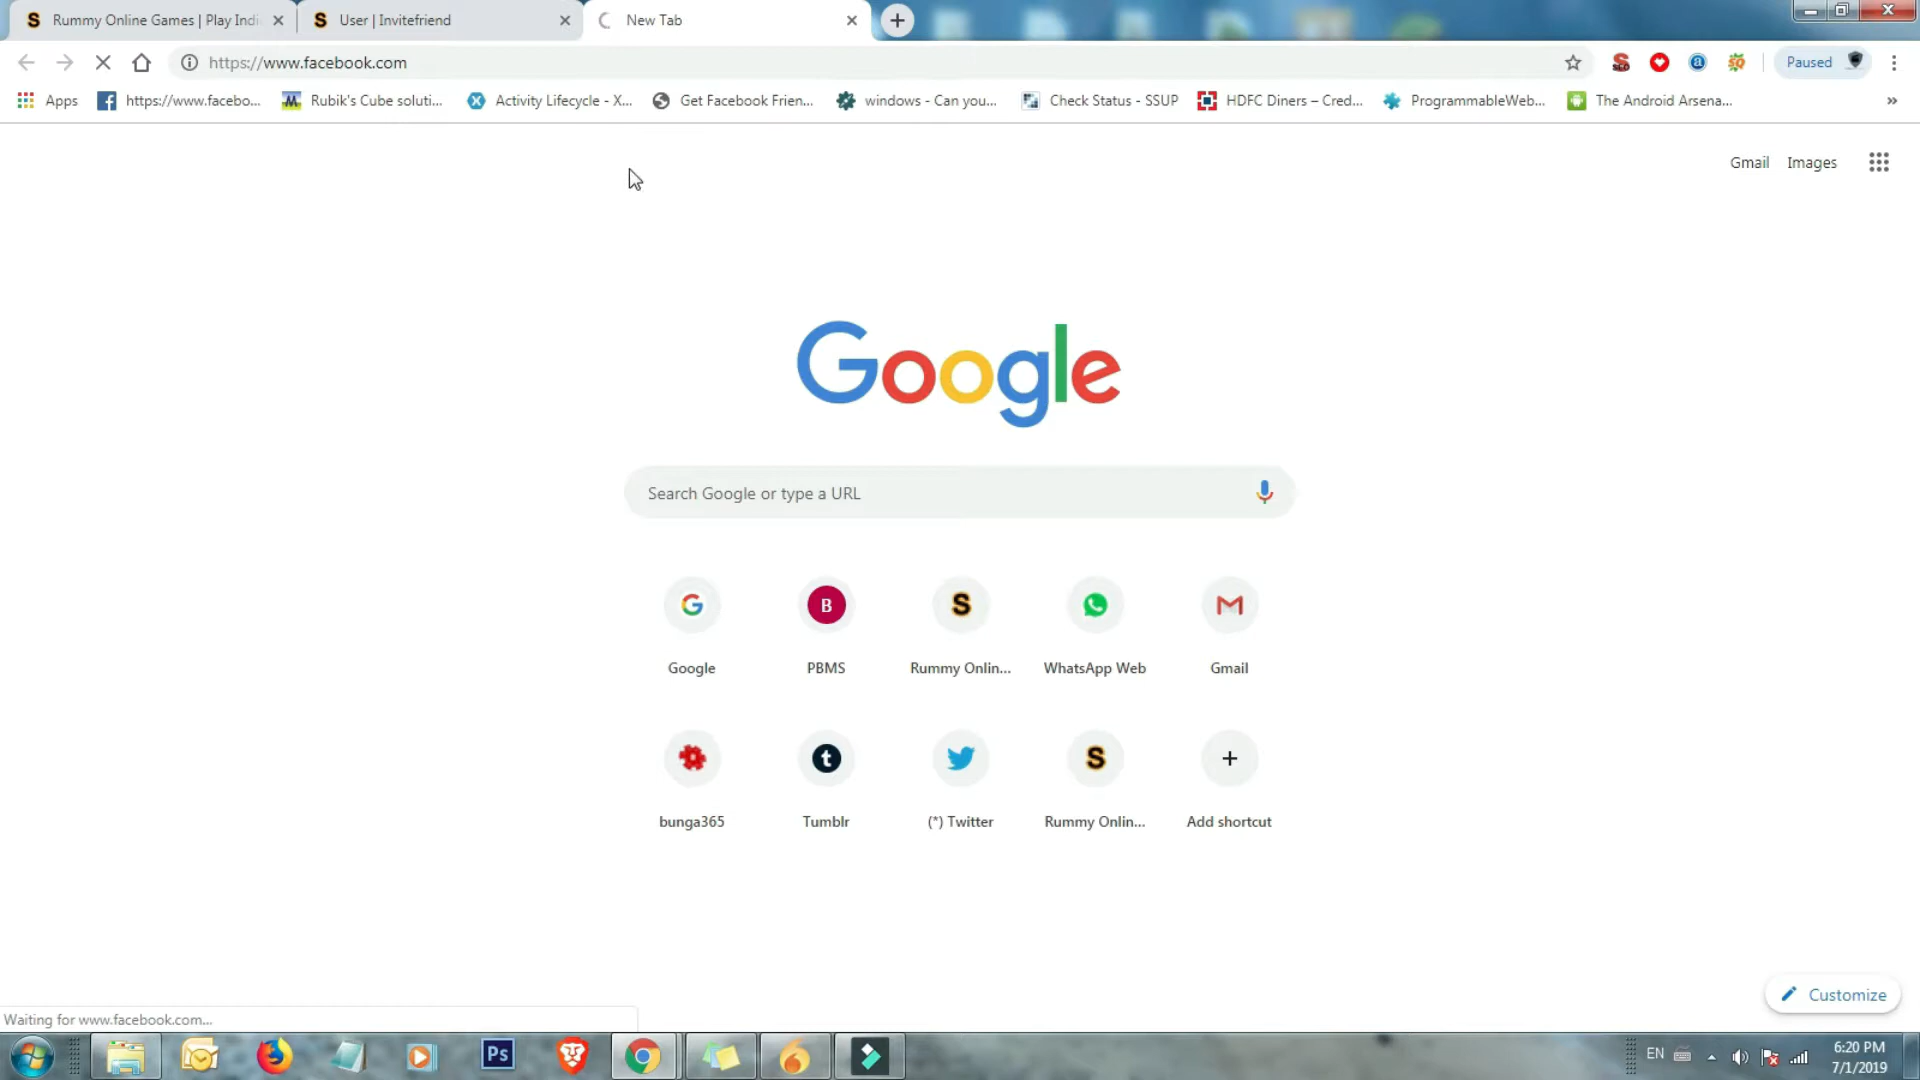 Rummy Online Games | Play Indi
User | Invitefriend
New Tab
https://www.facebook.com
Paused
Apps
https://www.facebo...
Rubik's Cube soluti...
Activity Lifecycle - X...
Get Facebook Frien...
windows - Can you...
Check Status - SSUP
HDFC Diners – Cred...
ProgrammableWeb...
The Android Arsena...
»
Gmail Images
Google
Search Google or type a URL
B
S
Google
PBMS
Rummy Onlin...
WhatsApp Web
Gmail
t
S
bunga365
Tumblr
(*) Twitter
Rummy Onlin...
Add shortcut
Customize
Waiting for www.facebook.com...
Ps
EN
6:20 PM
7/1/2019